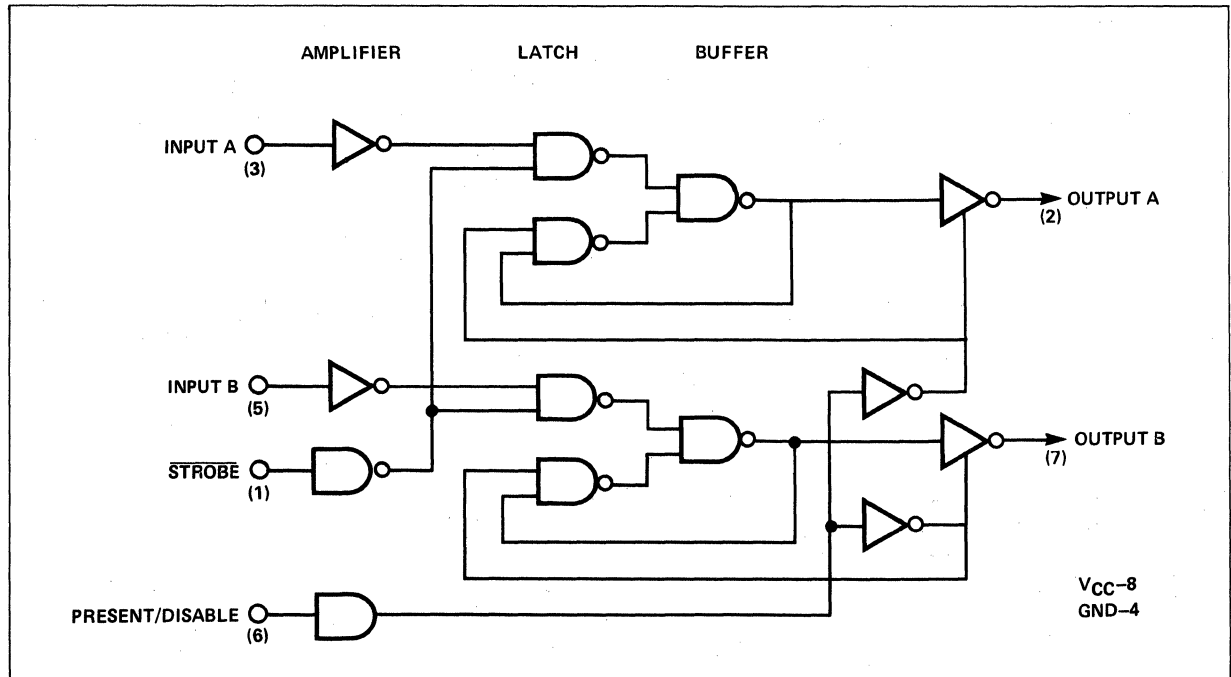 AMPLIFIER LATCH BUFFER
INPUT A
(3)
OUTPUT A
(2)
INPUT B
(5)
OUTPUT B
(7)
STROBE
(1)
PRESENT/DISABLE
(6)
VCC–8
GND–4